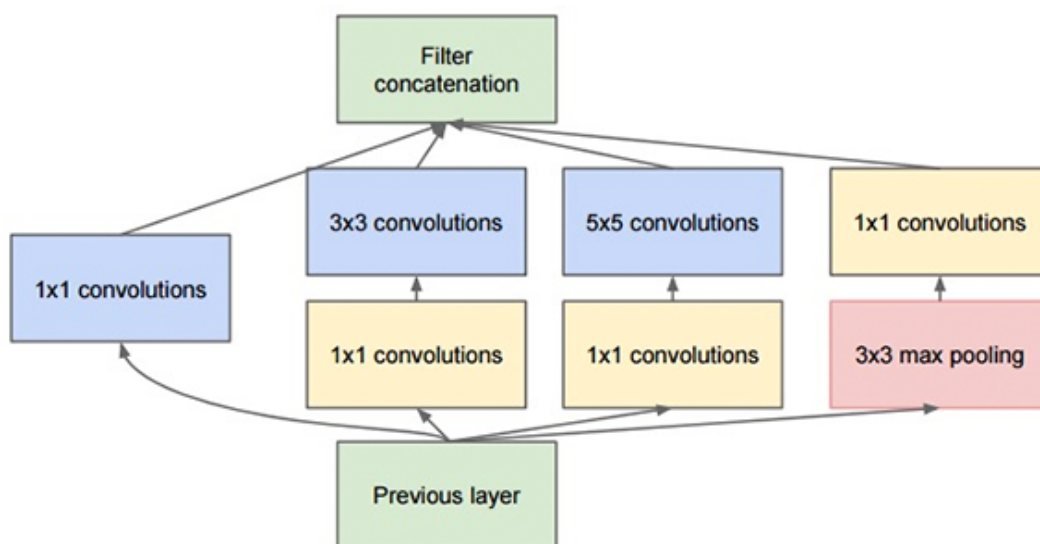 Filter
concatenation
3x3 convolutions
5x5 convolutions
1x1 convolutions
1x1 convolutions
1x1 convolutions
1x1 convolutions
3x3 max pooling
Previous layer